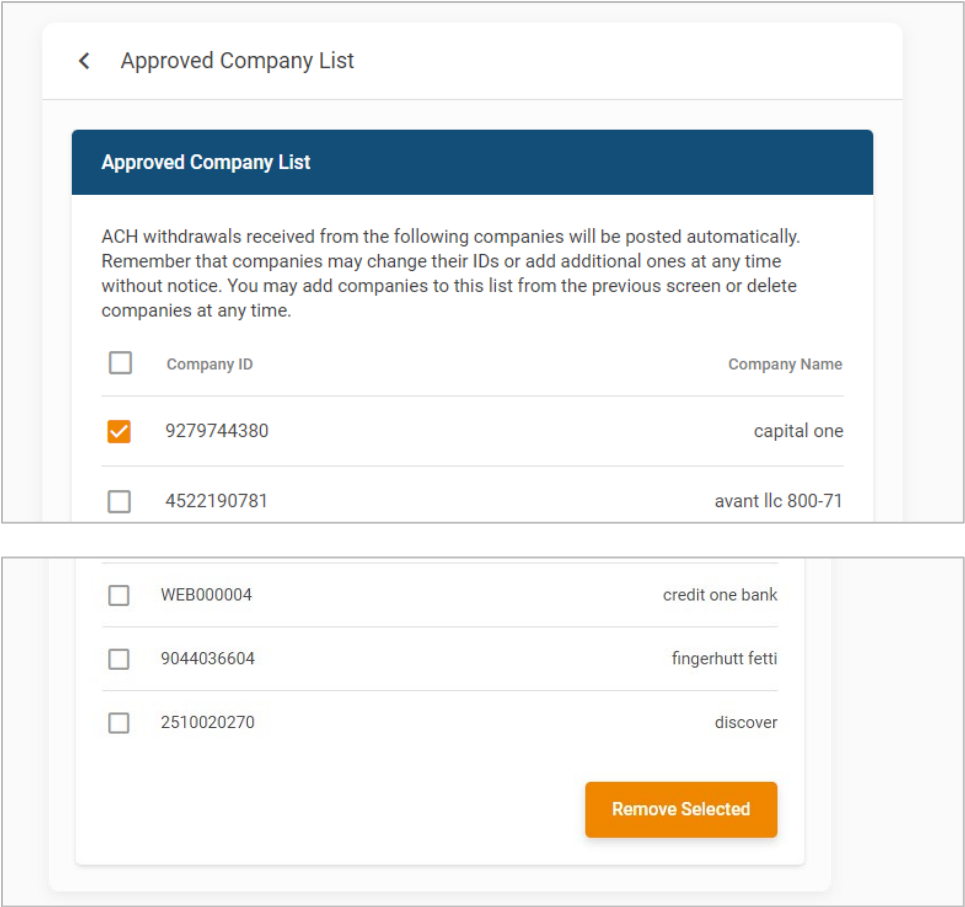 Approved Company List
Approved Company List
ACH withdrawals received from the following companies will be posted automatically.
Remember that companies may change their IDs or add additional ones at any time
without notice. You may add companies to this list from the previous screen or delete
companies at any time.
Company ID Company Name
9279744380 capital one
4522190781 avant llc 800-71
WEB000004 credit one bank
9044036604 fingerhutt fetti
2510020270 discover
Remove Selected